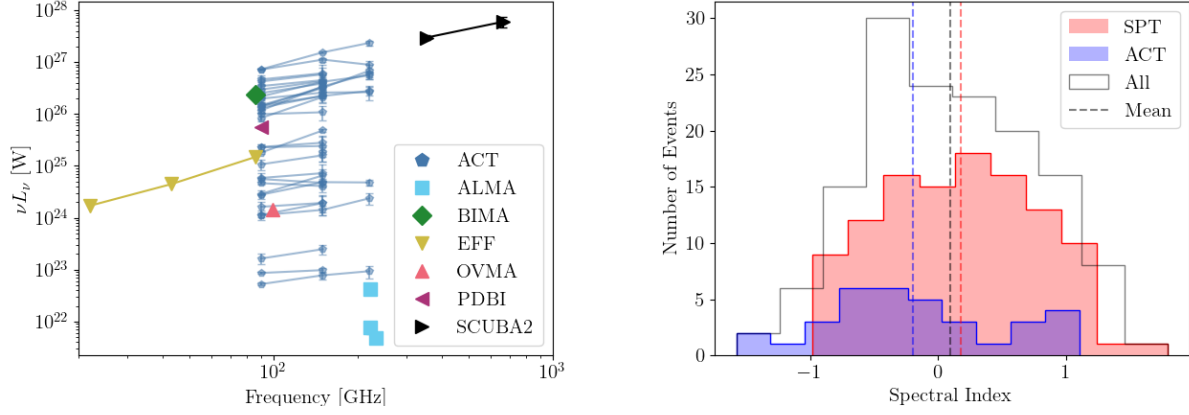 10^28
10^27
10^26
10^25
10^24
10^23
10^22
νL_ν [W]
10^2
10^3
Frequency [GHz]
ACT
ALMA
BIMA
EFF
OVMA
PDBI
SCUBA2
30
25
20
15
10
5
0
Number of Events
−1
0
1
Spectral Index
SPT
ACT
All
Mean